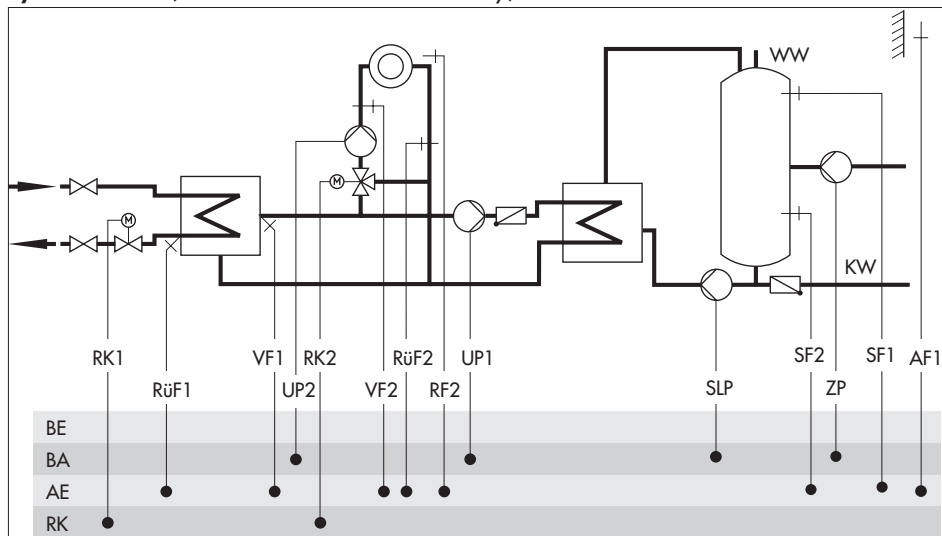 WW
M
M
KW
RK1
VF1
RK2
RüF2
UP1
SF2
SF1
AF1
RüF1
UP2
VF2
RF2
SLP
ZP
BE
BA
AE
RK